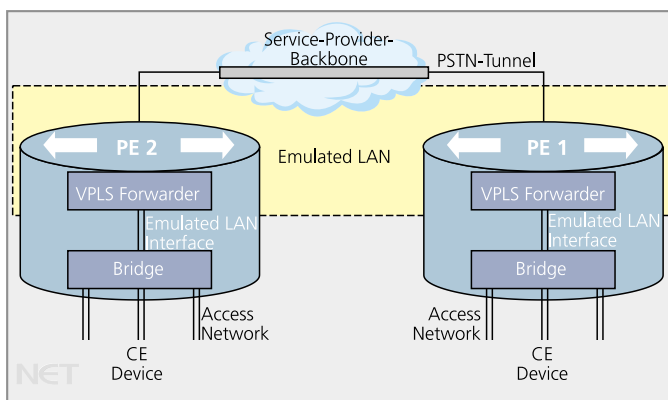 Service-Provider-
Backbone
PSTN-Tunnel
PE 2
Emulated LAN
PE 1
VPLS Forwarder
VPLS Forwarder
Emulated LAN
Interface
Emulated LAN
Interface
Bridge
Bridge
Access
Network
Access
Network
CE
Device
CE
Device
NET